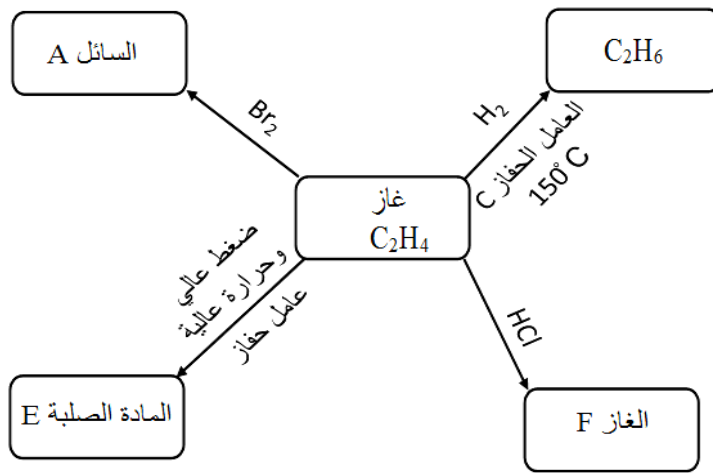 السائل A
C₂H₆
Br₂
H₂
العامل الحفاز C
150°C
غاز
C₂H₄
ضغط عالي
وحرارة عالية
عامل حفاز
HCl
المادة الصلبة E
الغاز F